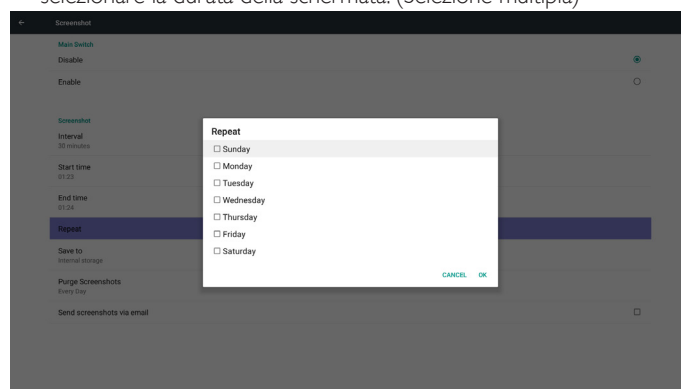 selezionare la durata della schermata. (Selezione multipla)
Screenshot
Main Switch
Disable
Enable
Screenshot
Interval
30 minutes
Start time
01:23
End time
01:24
Repeat
Save to
Internal storage
Purge Screenshots
Every Day
Send screenshots via email
Repeat
Sunday
Monday
Tuesday
Wednesday
Thursday
Friday
Saturday
CANCEL OK